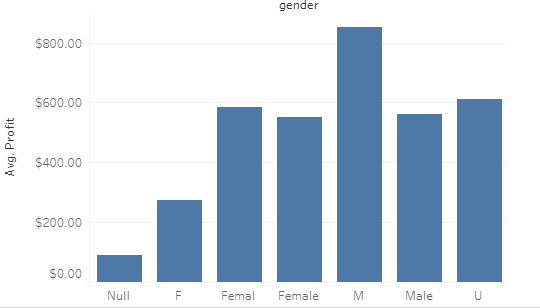 gender
Avg. Profit
$800.00
$600.00
$400.00
$200.00
$0.00
Null F Femal Female M Male U